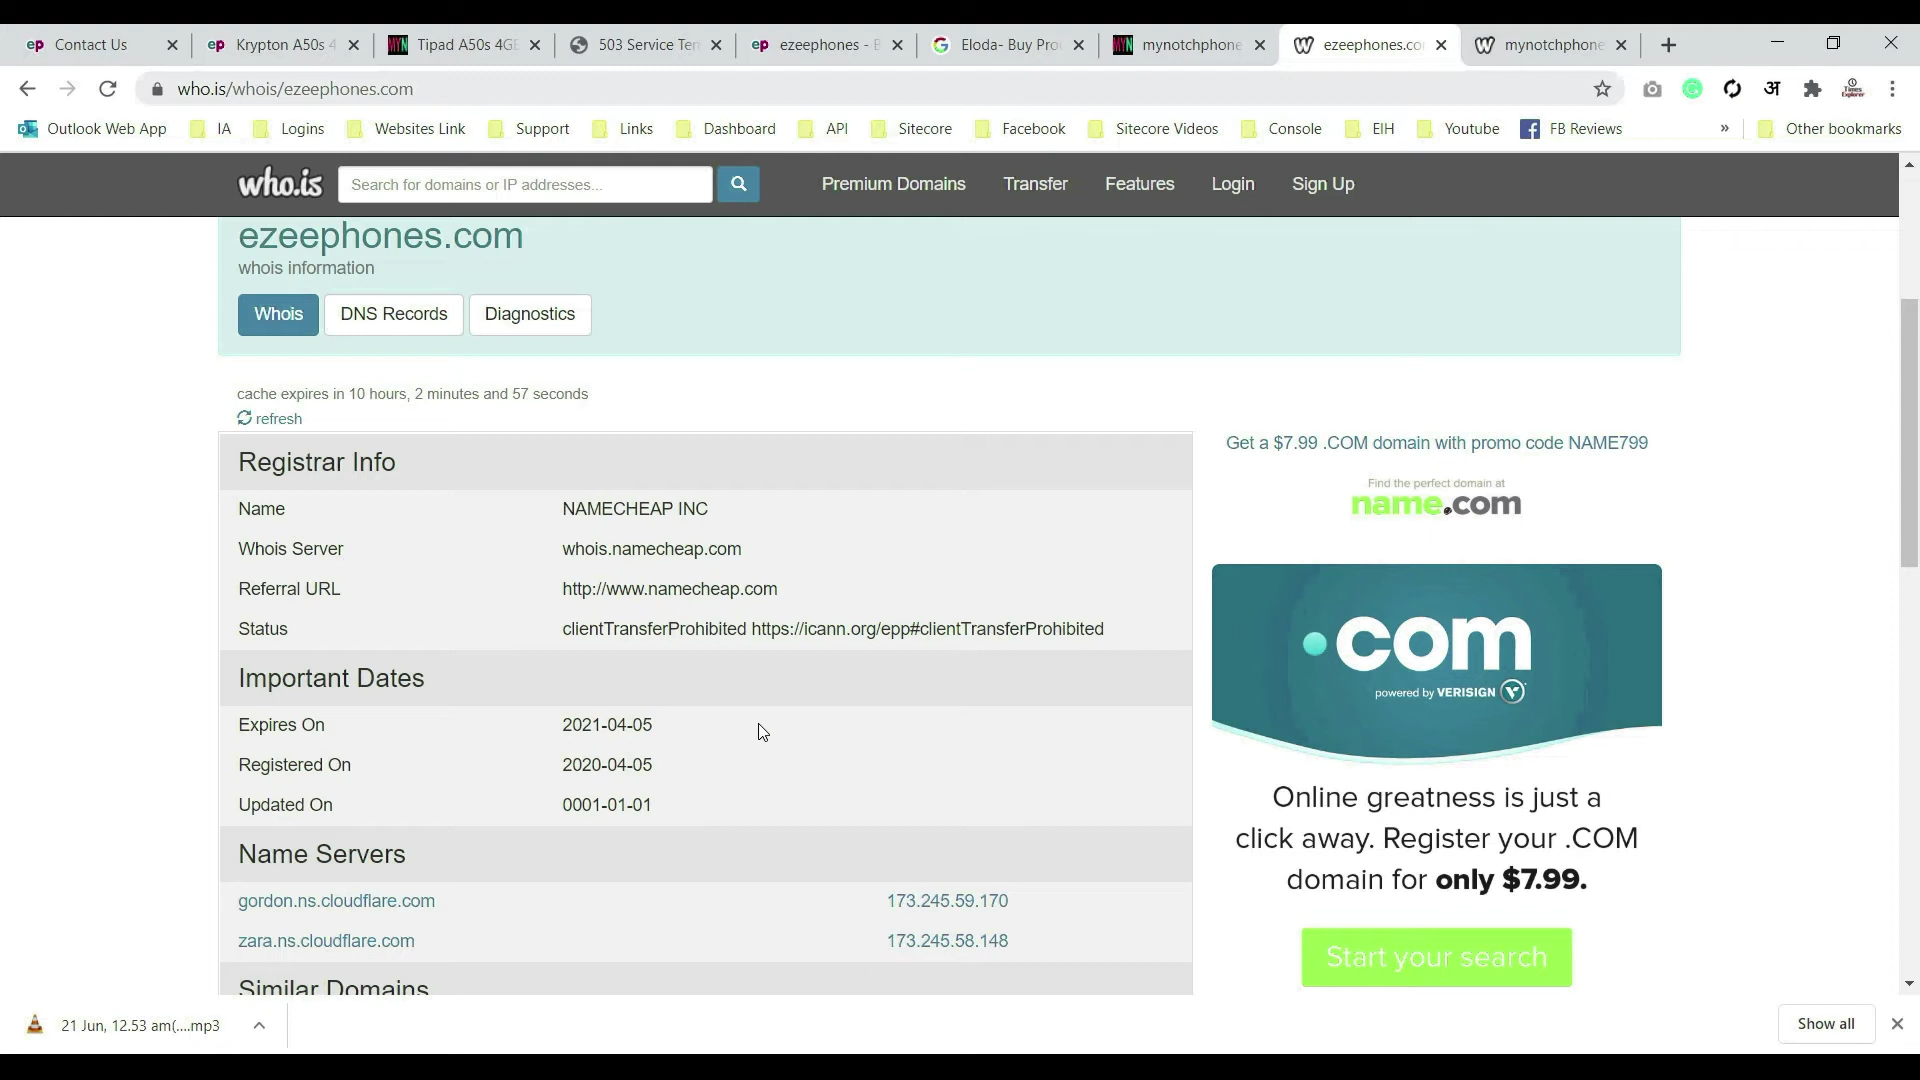 Contact Us
Krypton A50s 4
Tipad A50s 4GE
503 Service Ten
ezeephones - B
Eloda- Buy Pro
mynotchphone
ezeephones.co
mynotchphone
who.is/whois/ezeephones.com
Outlook Web App
IA
Logins
Websites Link
Support
Links
Dashboard
API
Sitecore
Facebook
Sitecore Videos
Console
EIH
Youtube
FB Reviews
»
Other bookmarks
who.is
Search for domains or IP addresses...
Premium Domains
Transfer
Features
Login
Sign Up
ezeephones.com
whois information
Whois
DNS Records
Diagnostics
cache expires in 10 hours, 2 minutes and 57 seconds
refresh
Registrar Info
Name NAMECHEAP INC
Whois Server whois.namecheap.com
Referral URL http://www.namecheap.com
Status clientTransferProhibited https://icann.org/epp#clientTransferProhibited
Important Dates
Expires On 2021-04-05
Registered On 2020-04-05
Updated On 0001-01-01
Name Servers
gordon.ns.cloudflare.com 173.245.59.170
zara.ns.cloudflare.com 173.245.58.148
Similar Domains
Get a $7.99 .COM domain with promo code NAME799
Find the perfect domain at
name.com
.com
powered by VERISIGN
Online greatness is just a
click away. Register your .COM
domain for only $7.99.
Start your search
21 Jun, 12.53 am(....mp3
Show all